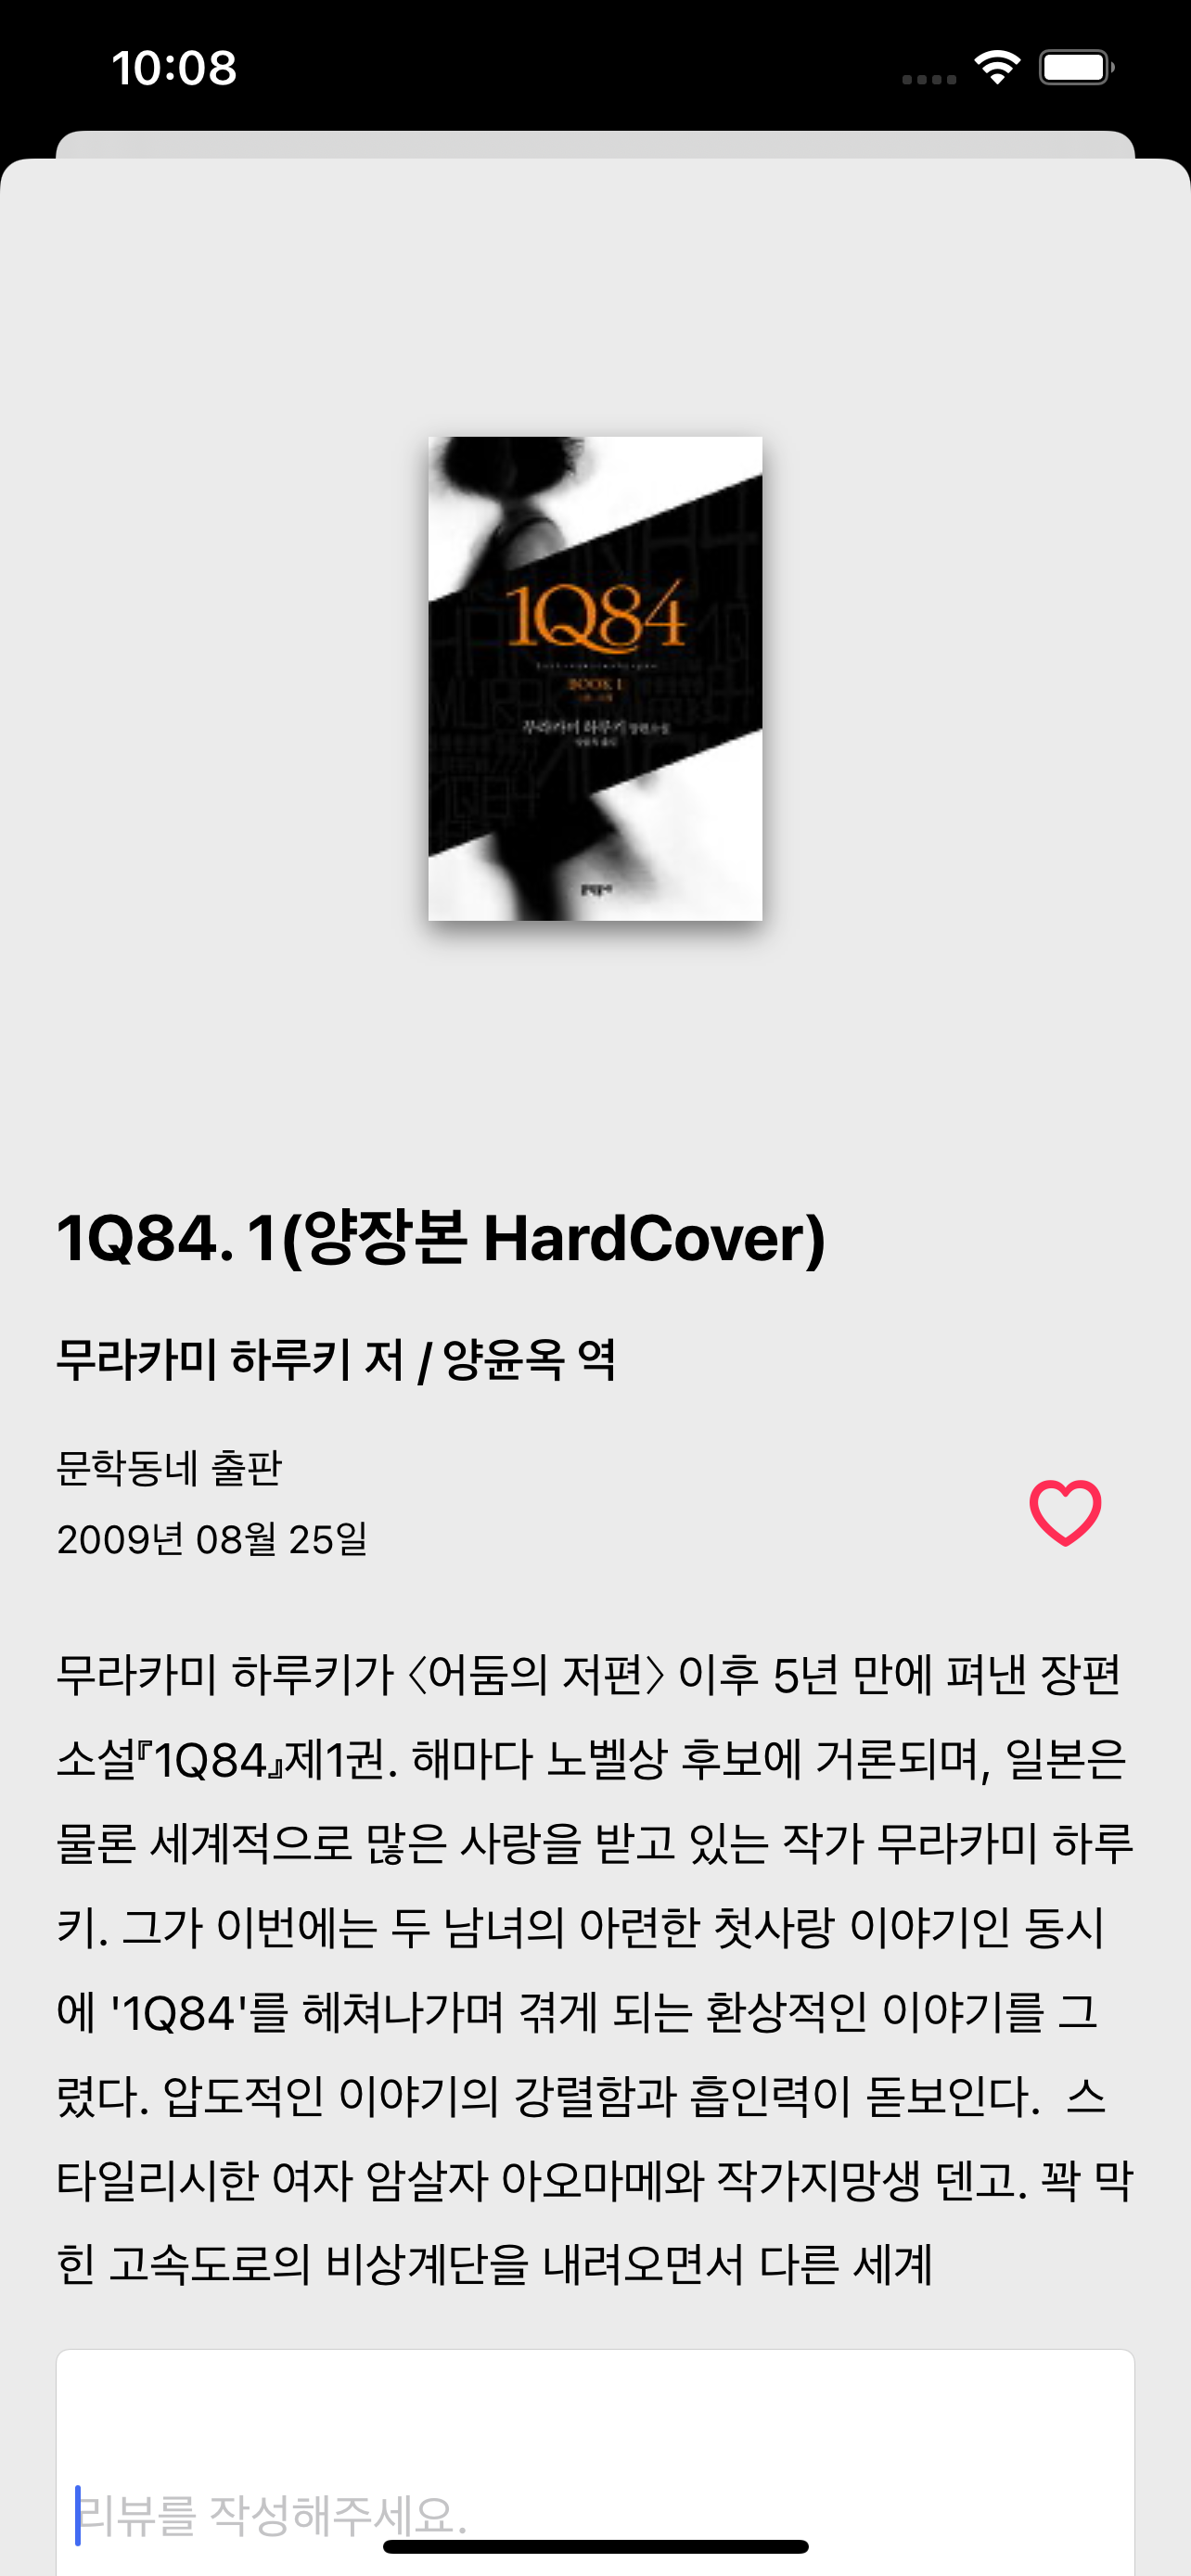 10:08
1Q84
BOOK 1
무라카미 하루키 장편소설
1Q84. 1(양장본 HardCover)
무라카미 하루키 저 / 양윤옥 역
문학동네 출판
2009년 08월 25일
무라카미 하루키가 〈어둠의 저편〉 이후 5년 만에 펴낸 장편
소설『1Q84』제1권. 해마다 노벨상 후보에 거론되며, 일본은
물론 세계적으로 많은 사랑을 받고 있는 작가 무라카미 하루
키. 그가 이번에는 두 남녀의 아련한 첫사랑 이야기인 동시
에 '1Q84'를 헤쳐나가며 겪게 되는 환상적인 이야기를 그
렸다. 압도적인 이야기의 강렬함과 흡인력이 돋보인다.  스
타일리시한 여자 암살자 아오마메와 작가지망생 덴고. 꽉 막
힌 고속도로의 비상계단을 내려오면서 다른 세계
리뷰를 작성해주세요.